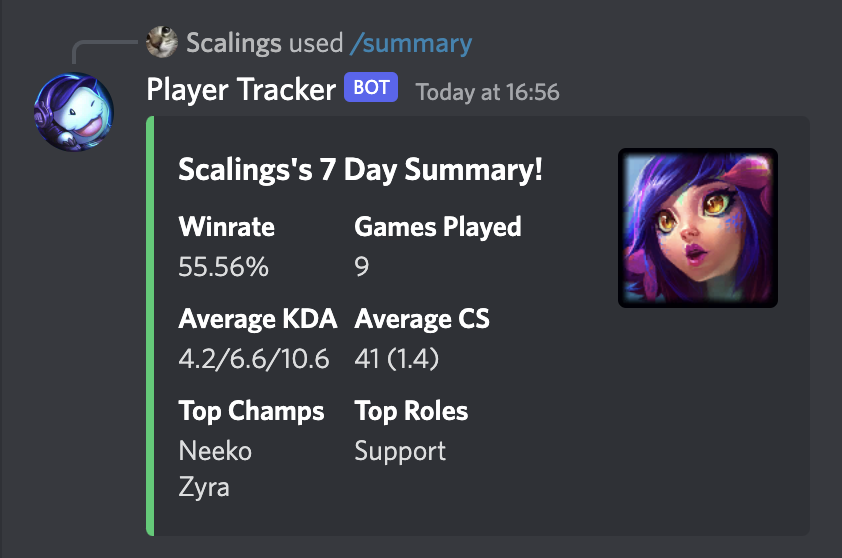 Scalings used /summary
Player Tracker BOT Today at 16:56
Scalings's 7 Day Summary!
Winrate Games Played
55.56% 9
Average KDA Average CS
4.2/6.6/10.6 41 (1.4)
Top Champs Top Roles
Neeko Support
Zyra